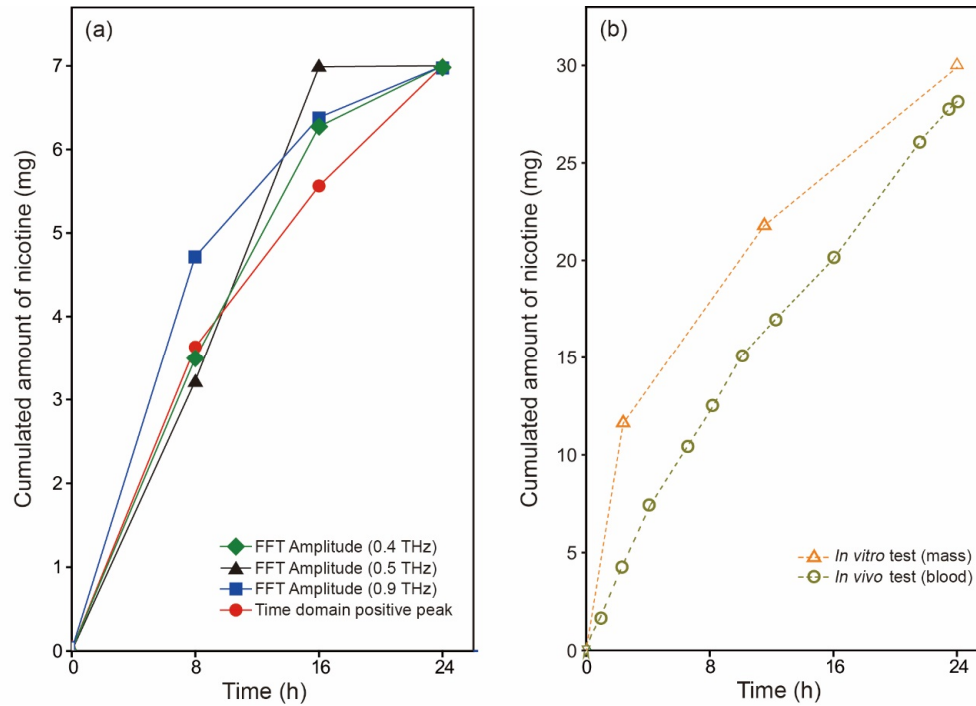 (a)
Cumulated amount of nicotine (mg)
7
6
5
4
3
2
1
0
0 8 16 24
Time (h)
FFT Amplitude (0.4 THz)
FFT Amplitude (0.5 THz)
FFT Amplitude (0.9 THz)
Time domain positive peak
(b)
Cumulated amount of nicotine (mg)
30
25
20
15
10
5
0
0 8 16 24
Time (h)
In vitro test (mass)
In vivo test (blood)